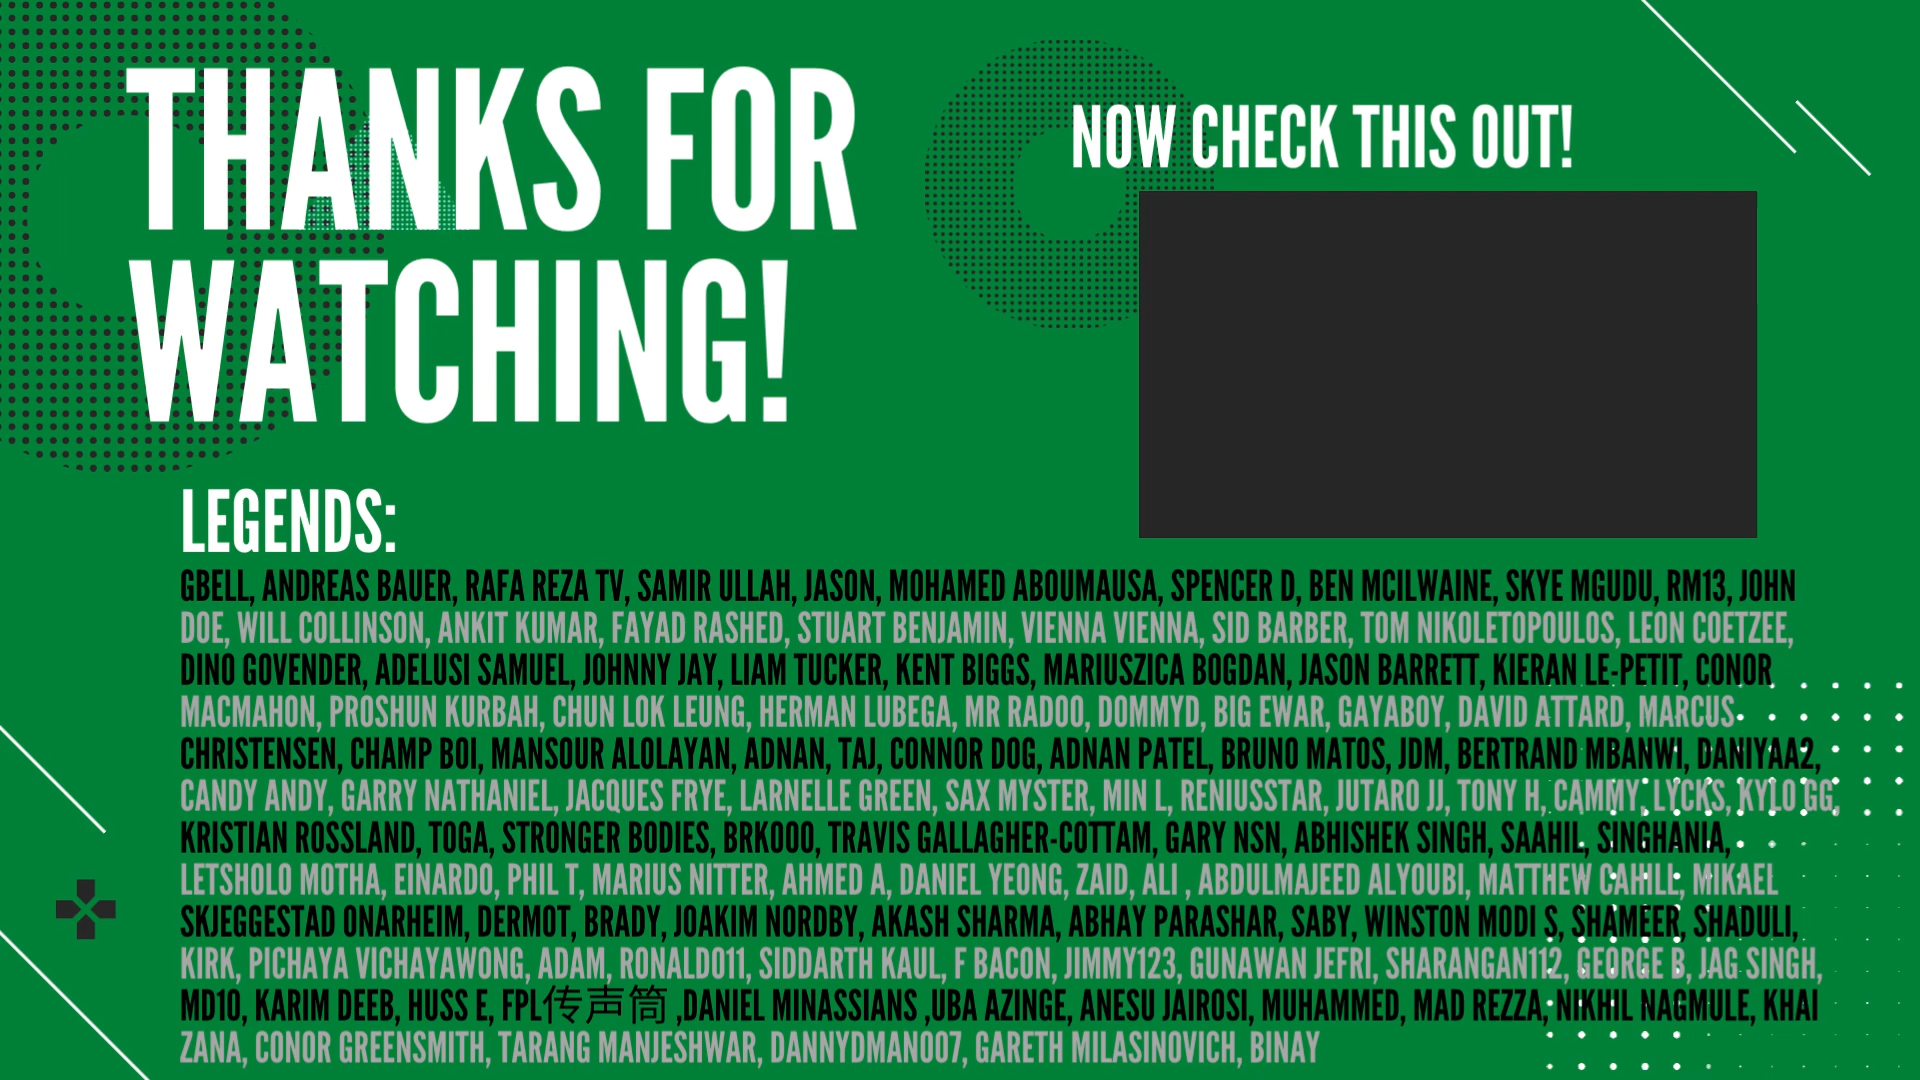 THANKS FOR
WATCHING!
NOW CHECK THIS OUT!
LEGENDS:
GBELL, ANDREAS BAUER, RAFA REZA TV, SAMIR ULLAH, JASON, MOHAMED ABOUMAUSA, SPENCER D, BEN MCILWAINE, SKYE MGUDU, RM13, JOHN
DOE, WILL COLLINSON, ANKIT KUMAR, FAYAD RASHED, STUART BENJAMIN, VIENNA VIENNA, SID BARBER, TOM NIKOLETOPOULOS, LEON COETZEE,
DINO GOVENDER, ADELUSI SAMUEL, JOHNNY JAY, LIAM TUCKER, KENT BIGGS, MARIUSZICA BOGDAN, JASON BARRETT, KIERAN LE-PETIT, CONOR
MACMAHON, PROSHUN KURBAH, CHUN LOK LEUNG, HERMAN LUBEGA, MR RADOO, DOMMYD, BIG EWAR, GAYABOY, DAVID ATTARD, MARCUS
CHRISTENSEN, CHAMP BOI, MANSOUR ALOLAYAN, ADNAN, TAJ, CONNOR DOG, ADNAN PATEL, BRUNO MATOS, JDM, BERTRAND MBANWI, DANIYAA2,
CANDY ANDY, GARRY NATHANIEL, JACQUES FRYE, LARNELLE GREEN, SAX MYSTER, MIN L, RENIUSSTAR, JUTARO JJ, TONY H, CAMMY, LYCKS, KYLO GG,
KRISTIAN ROSSLAND, TOGA, STRONGER BODIES, BRKOOO, TRAVIS GALLAGHER-COTTAM, GARY NSN, ABHISHEK SINGH, SAAHIL, SINGHANIA,
LETSHOLO MOTHA, EINARDO, PHIL T, MARIUS NITTER, AHMED A, DANIEL YEONG, ZAID, ALI , ABDULMAJEED ALYOUBI, MATTHEW CAHILL, MIKAEL
SKJEGGESTAD ONARHEIM, DERMOT, BRADY, JOAKIM NORDBY, AKASH SHARMA, ABHAY PARASHAR, SABY, WINSTON MODI S, SHAMEER, SHADULI,
KIRK, PICHAYA VICHAYAWONG, ADAM, RONALDO11, SIDDARTH KAUL, F BACON, JIMMY123, GUNAWAN JEFRI, SHARANGAN112, GEORGE B, JAG SINGH,
MD10, KARIM DEEB, HUSS E, FPL传声筒 ,DANIEL MINASSIANS ,UBA AZINGE, ANESU JAIROSI, MUHAMMED, MAD REZZA, NIKHIL NAGMULE, KHAI
ZANA, CONOR GREENSMITH, TARANG MANJESHWAR, DANNYDMAN007, GARETH MILASINOVICH, BINAY